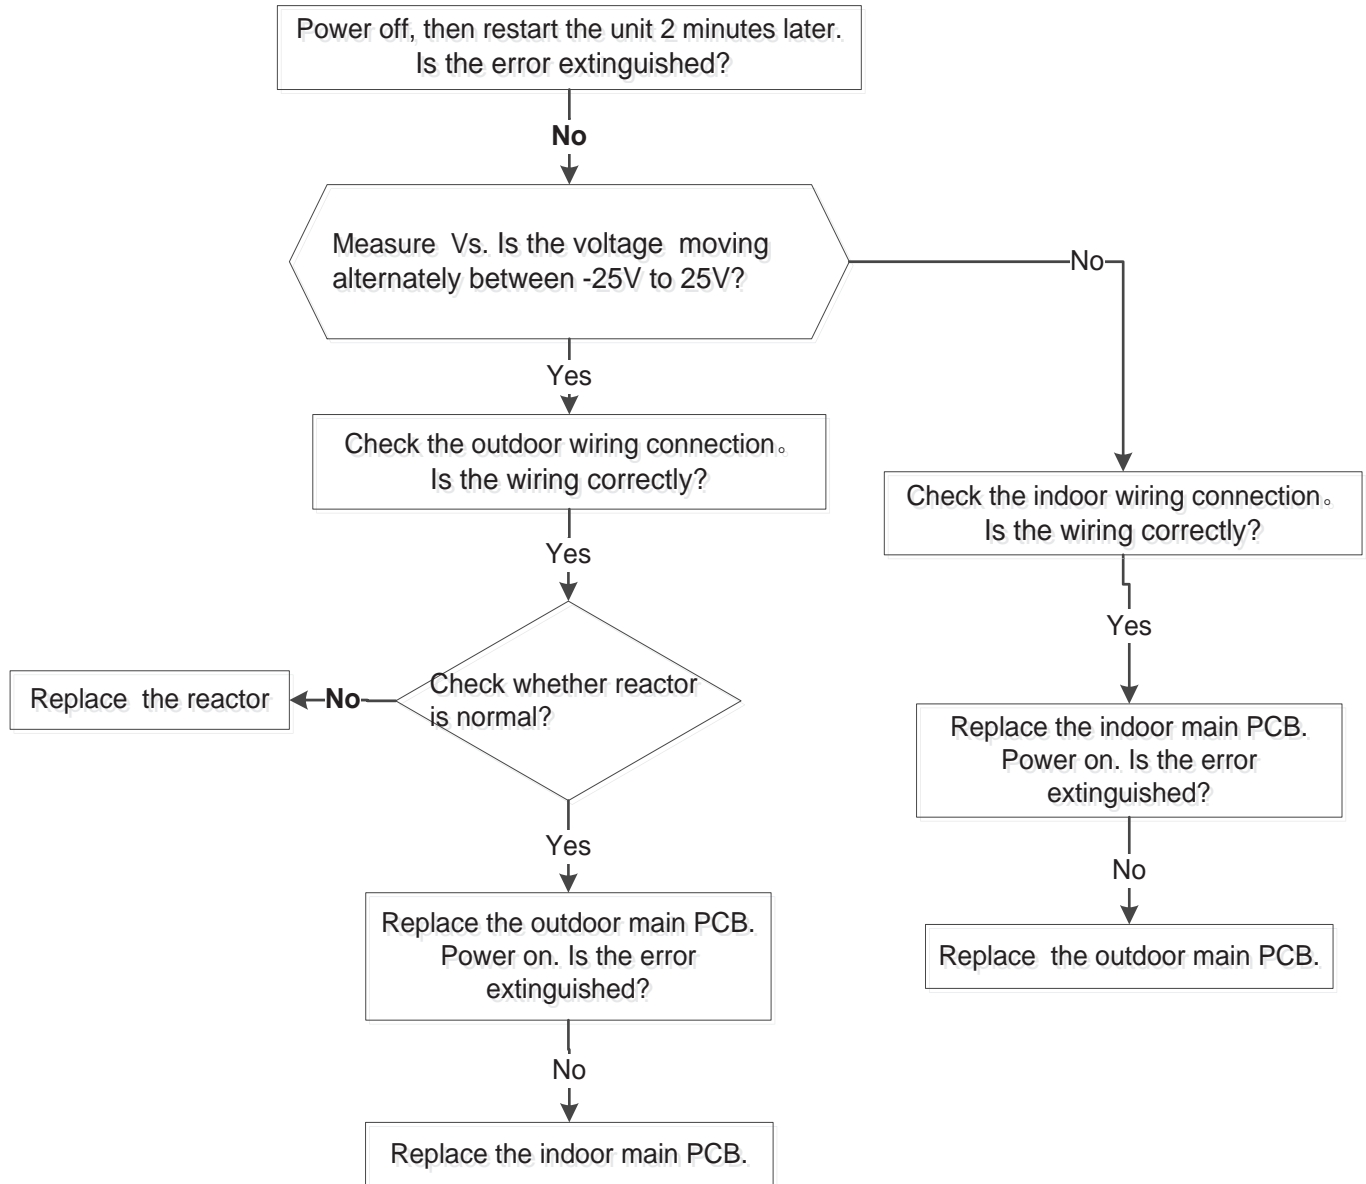 Power off, then restart the unit 2 minutes later.
Is the error extinguished?
No
Measure Vs. Is the voltage moving
alternately between -25V to 25V?
No
Yes
Check the outdoor wiring connection。
Is the wiring correctly?
Check the indoor wiring connection。
Is the wiring correctly?
Yes
Yes
Check whether reactor
is normal?
No
Replace the reactor
Replace the indoor main PCB.
Power on. Is the error
extinguished?
Yes
No
Replace the outdoor main PCB.
Power on. Is the error
extinguished?
Replace the outdoor main PCB.
No
Replace the indoor main PCB.